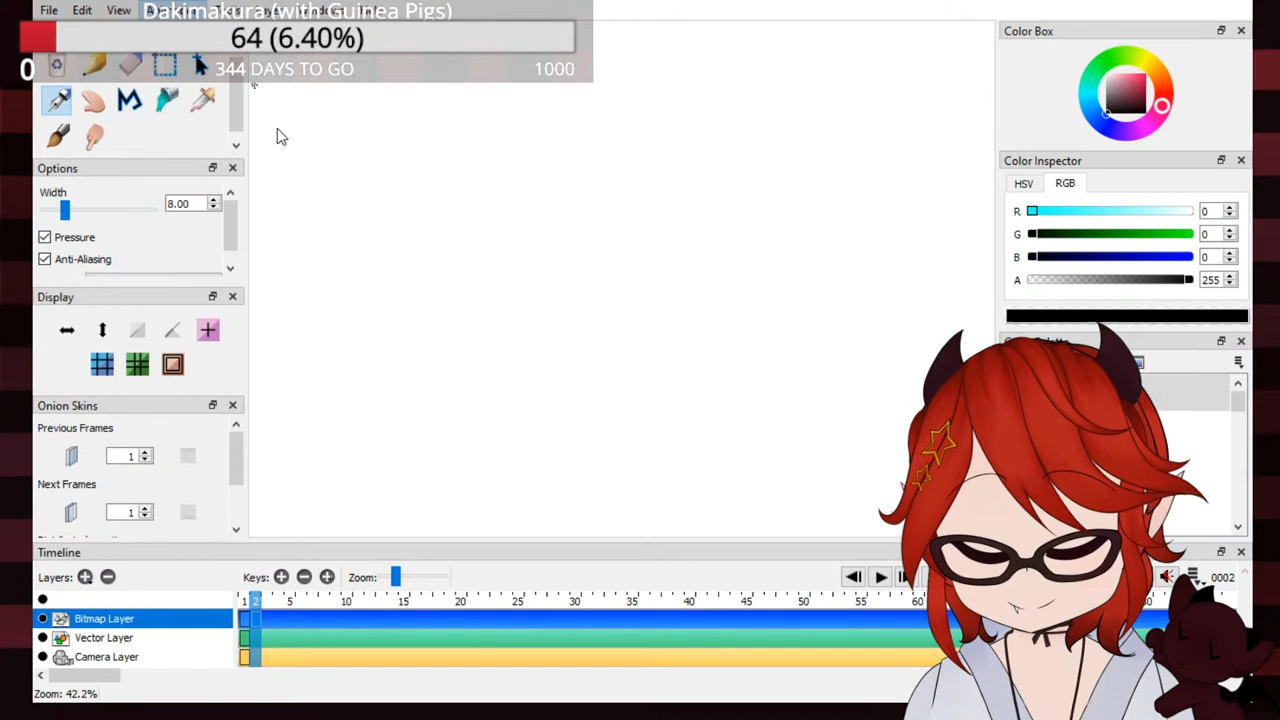 Dakimakura (with Guinea Pigs)
File Edit View
64 (6.40%)
0 344 DAYS TO GO 1000
Color Box
Options
Width
8.00
Pressure
Anti-Aliasing
Display
Onion Skins
Previous Frames
1
Next Frames
1
Color Inspector
HSV RGB
R 0
G 0
B 0
A 255
Timeline
Layers: Keys: Zoom: 0002
1 2 5 10 15 20 25 30 35 40 45 50 55 60
Bitmap Layer
Vector Layer
Camera Layer
Zoom: 42.2%